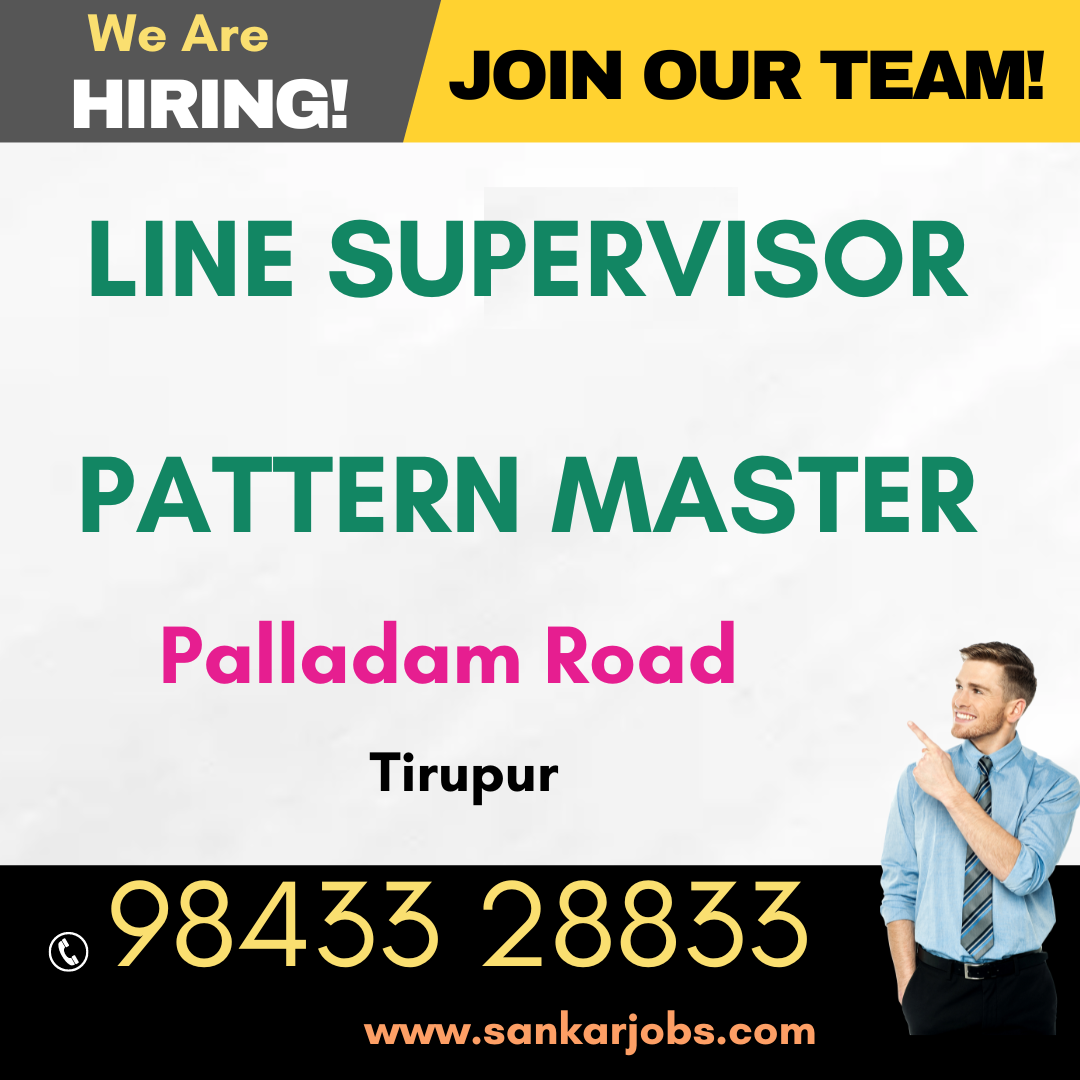 We Are
HIRING!
JOIN OUR TEAM!
LINE SUPERVISOR
PATTERN MASTER
Palladam Road
Tirupur
98433 28833
www.sankarjobs.com